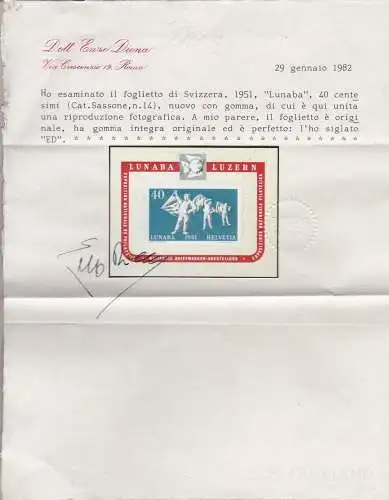 Dott. Enzo Diena
Via Crescenzio 19, Roma
29 gennaio 1982
Ho esaminato il foglietto di Svizzera, 1951, "Lunaba", 40 cente
simi (Cat.Sassone,n.14), nuovo con gomma, di cui è qui unita
una riproduzione fotografica. A mio parere, il foglietto è origi
nale, ha gomma integra originale ed è perfetto: l'ho siglato
"ED". * * * * * * * * * * * * * * * * * * * *
LUNABA LUZERN
40
LUNABA 1951 HELVETIA